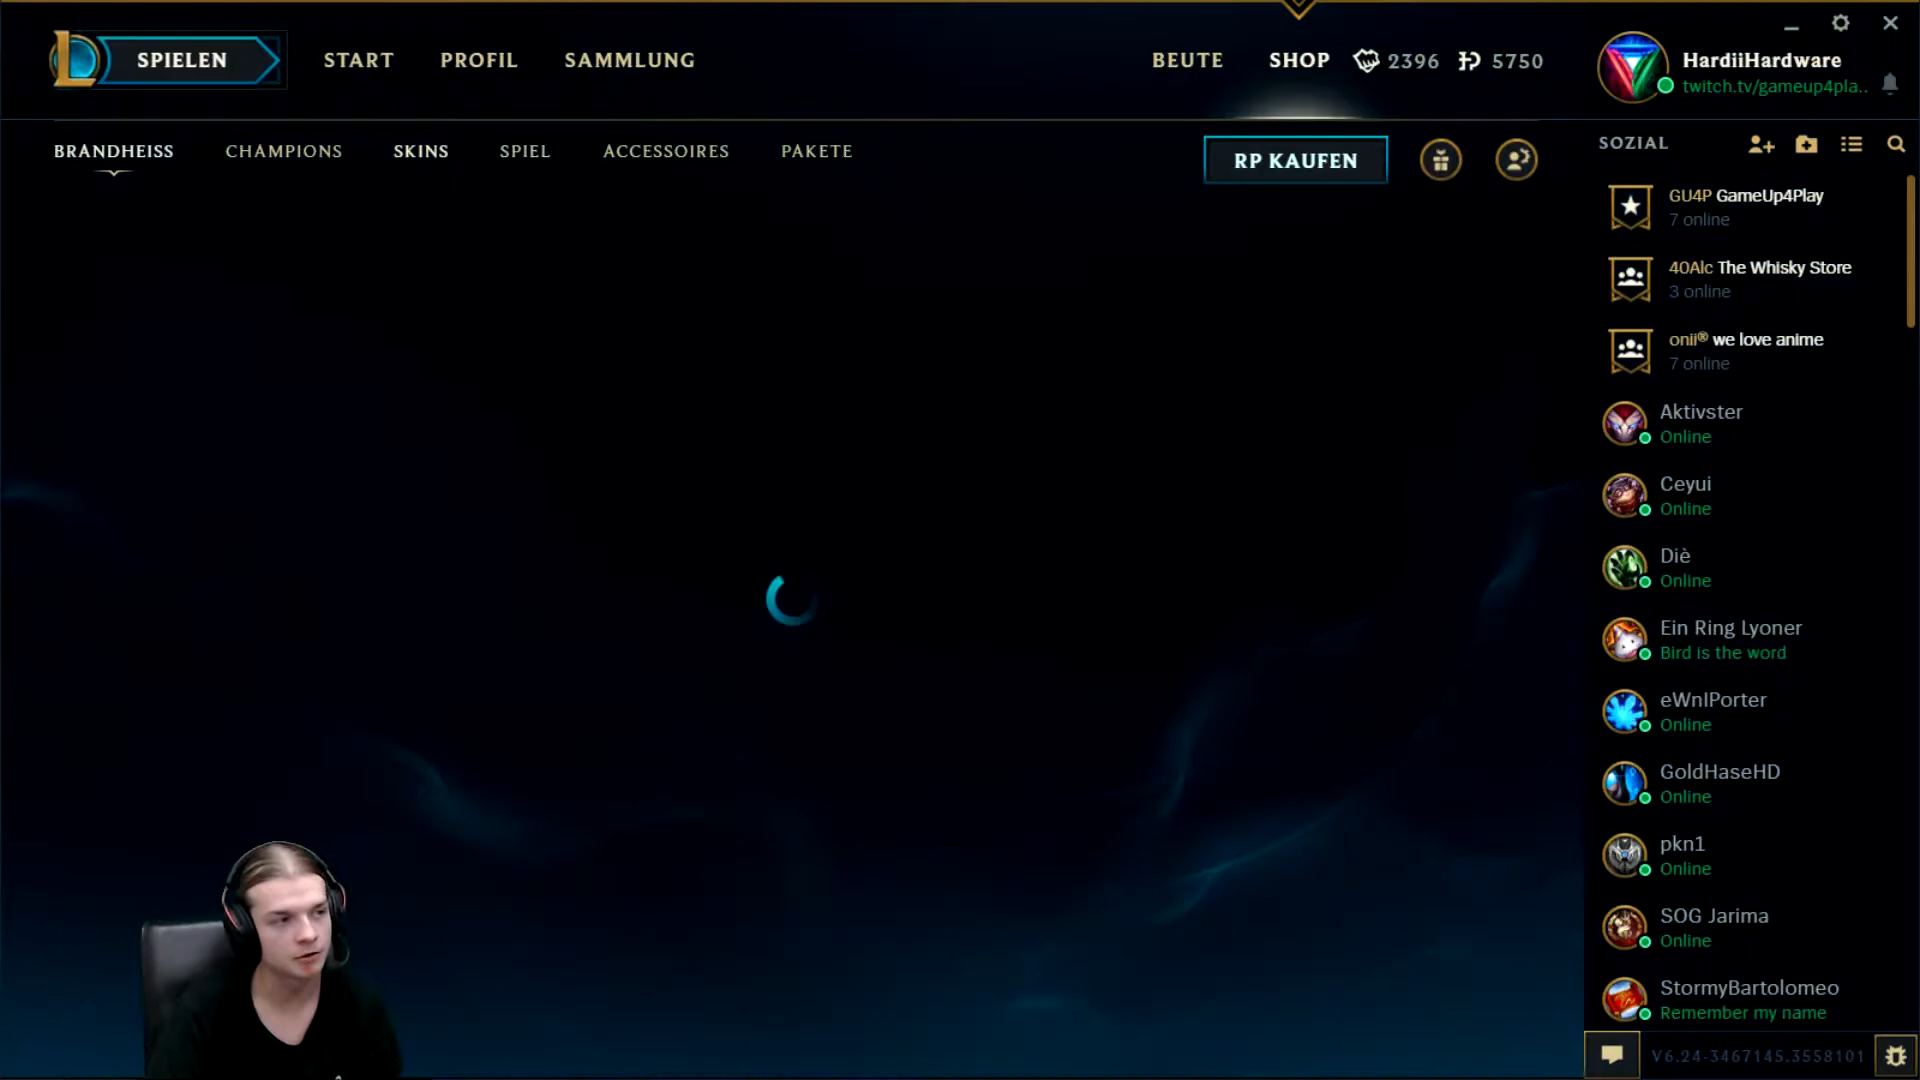 SPIELEN
START
PROFIL
SAMMLUNG
BEUTE
SHOP
2396
5750
HardiiHardware
twitch.tv/gameup4pla..
BRANDHEISS
CHAMPIONS
SKINS
SPIEL
ACCESSOIRES
PAKETE
RP KAUFEN
SOZIAL
GU4P GameUp4Play
7 online
40Alc The Whisky Store
3 online
onii® we love anime
7 online
Aktivster
Online
Ceyui
Online
Diè
Online
Ein Ring Lyoner
Bird is the word
eWnIPorter
Online
GoldHaseHD
Online
pkn1
Online
SOG Jarima
Online
StormyBartolomeo
Remember my name
V6.24-3467145.3558101